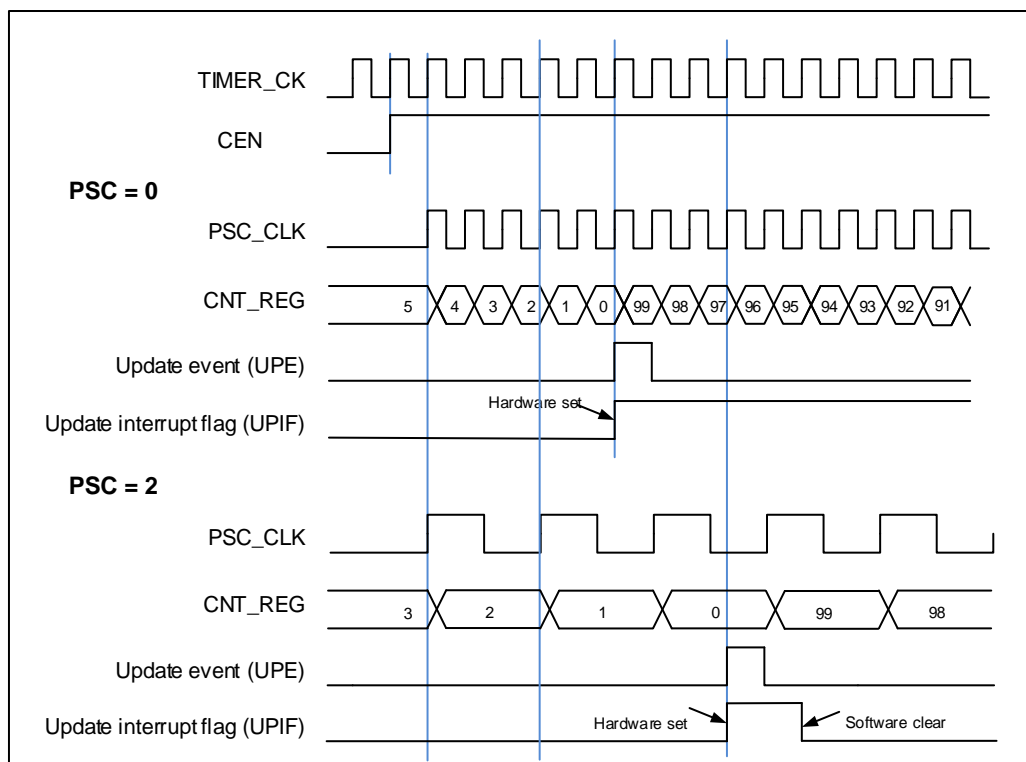 TIMER_CK
CEN
PSC = 0
PSC_CLK
CNT_REG 5 4 3 2 1 0 99 98 97 96 95 94 93 92 91
Update event (UPE)
Hardware set
Update interrupt flag (UPIF)
PSC = 2
PSC_CLK
CNT_REG 3 2 1 0 99 98
Update event (UPE)
Update interrupt flag (UPIF) Hardware set Software clear